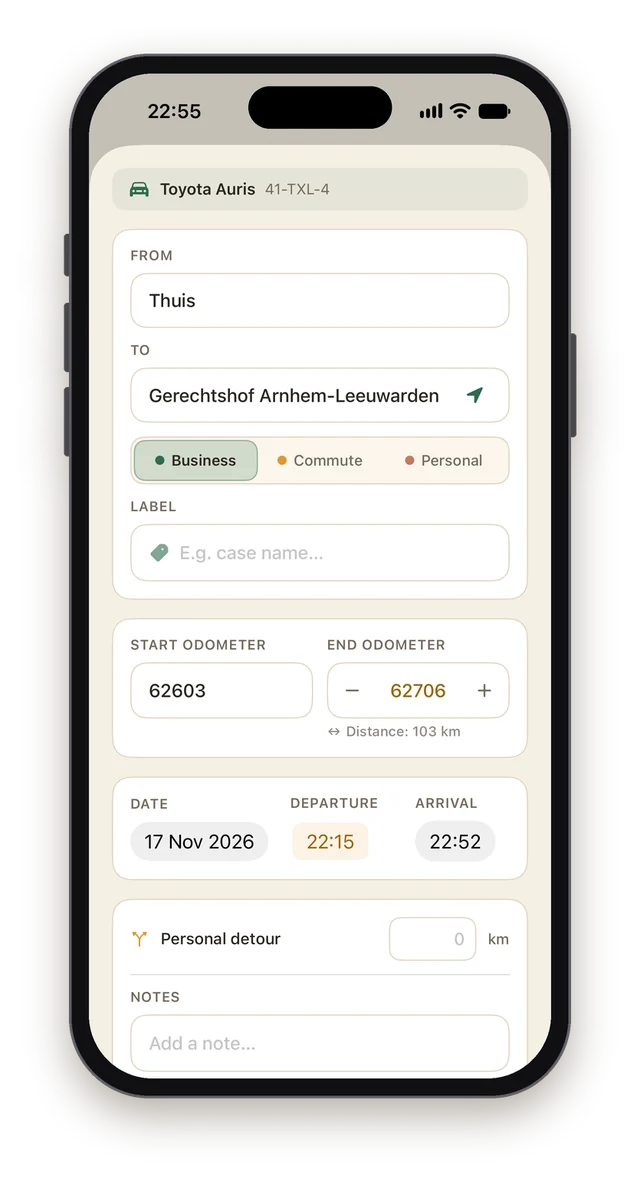 22:55
Toyota Auris 41-TXL-4
FROM
Thuis
TO
Gerechtshof Arnhem-Leeuwarden
Business Commute Personal
LABEL
E.g. case name...
START ODOMETER END ODOMETER
62603 − 62706 +
↔ Distance: 103 km
DATE DEPARTURE ARRIVAL
17 Nov 2026 22:15 22:52
Personal detour 0 km
NOTES
Add a note...